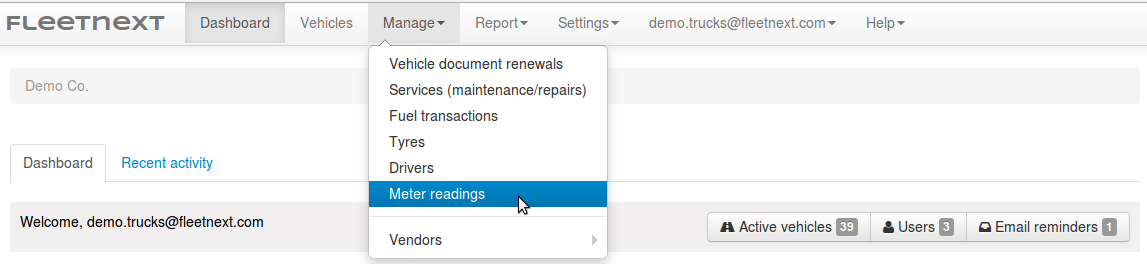 FLEETNEXT Dashboard Vehicles Manage Report Settings demo.trucks@fleetnext.com Help
Vehicle document renewals
Demo Co.
Services (maintenance/repairs)
Fuel transactions
Tyres
Dashboard Recent activity
Drivers
Meter readings
Welcome, demo.trucks@fleetnext.com
Active vehicles 39 Users 3 Email reminders 1
Vendors